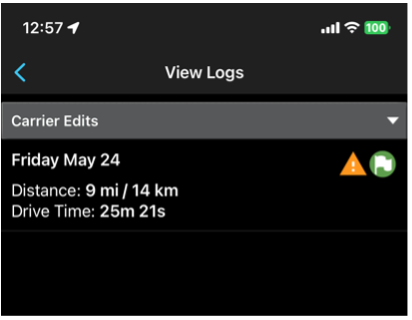 12:57
100
View Logs
Carrier Edits
Friday May 24
Distance: 9 mi / 14 km
Drive Time: 25m 21s